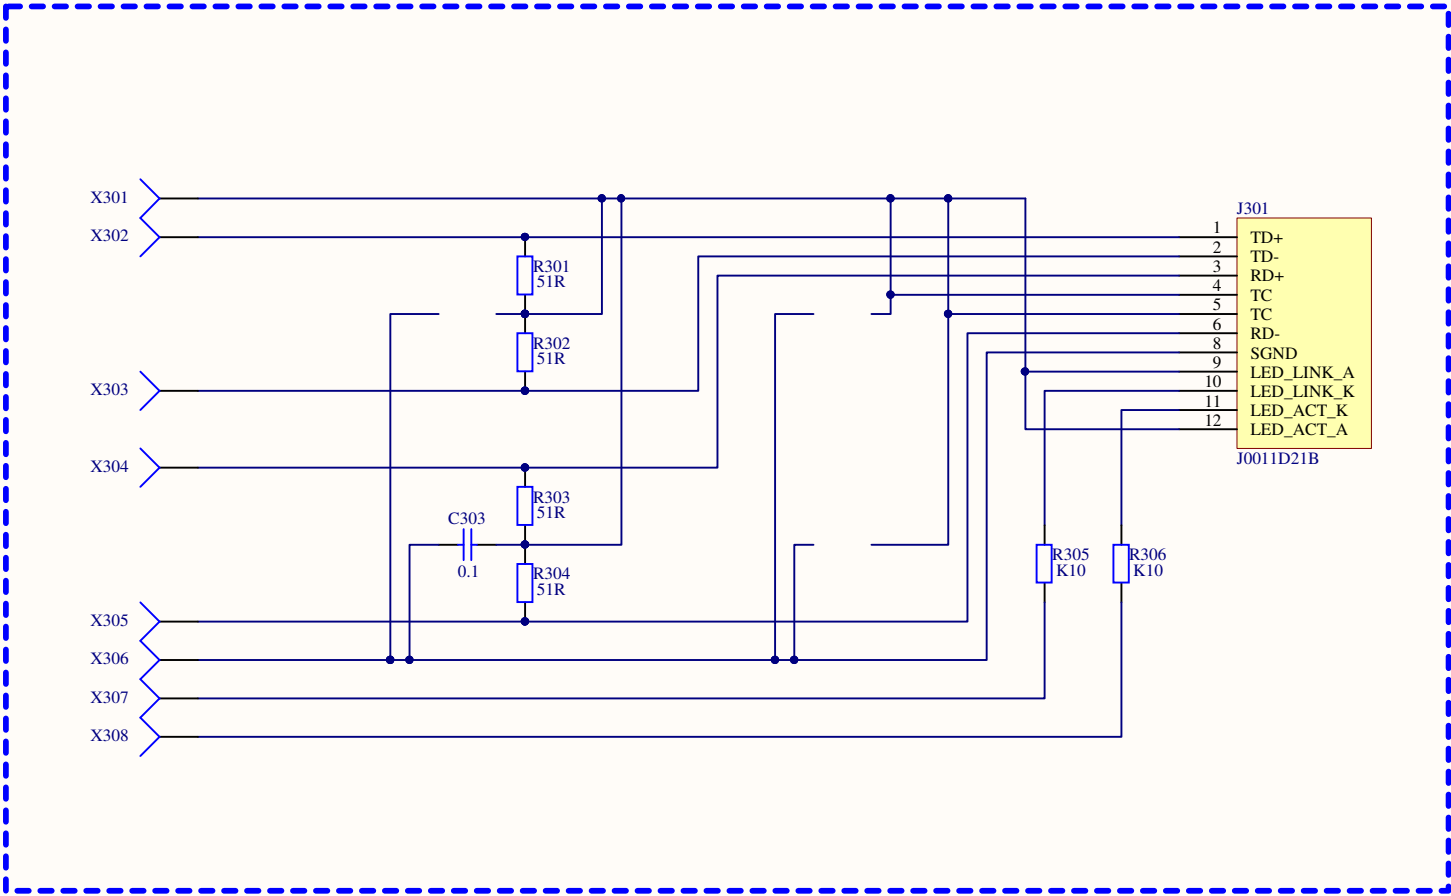 X301
X302
X303
X304
X305
X306
X307
X308
R301
51R
R302
51R
R303
51R
C303
0.1
R304
51R
R305
K10
R306
K10
J301
1 TD+
2 TD-
3 RD+
4 TC
5 TC
6 RD-
8 SGND
9 LED_LINK_A
10 LED_LINK_K
11 LED_ACT_K
12 LED_ACT_A
J0011D21B